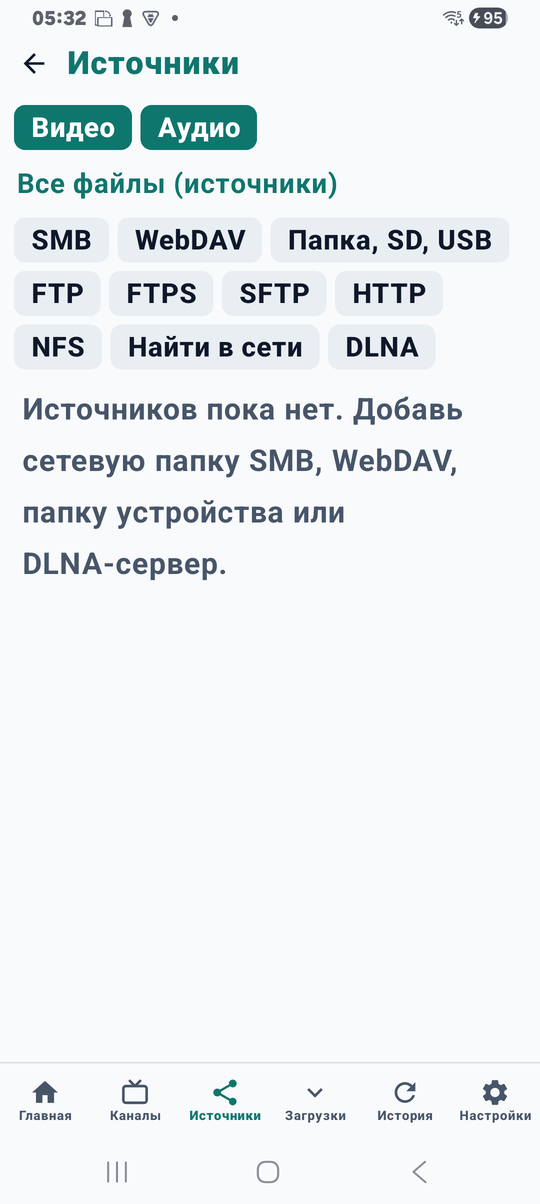 05:32 95
Источники
Видео Аудио
Все файлы (источники)
SMB WebDAV Папка, SD, USB
FTP FTPS SFTP HTTP
NFS Найти в сети DLNA
Источников пока нет. Добавь
сетевую папку SMB, WebDAV,
папку устройства или
DLNA-сервер.
Главная Каналы Источники Загрузки История Настройки